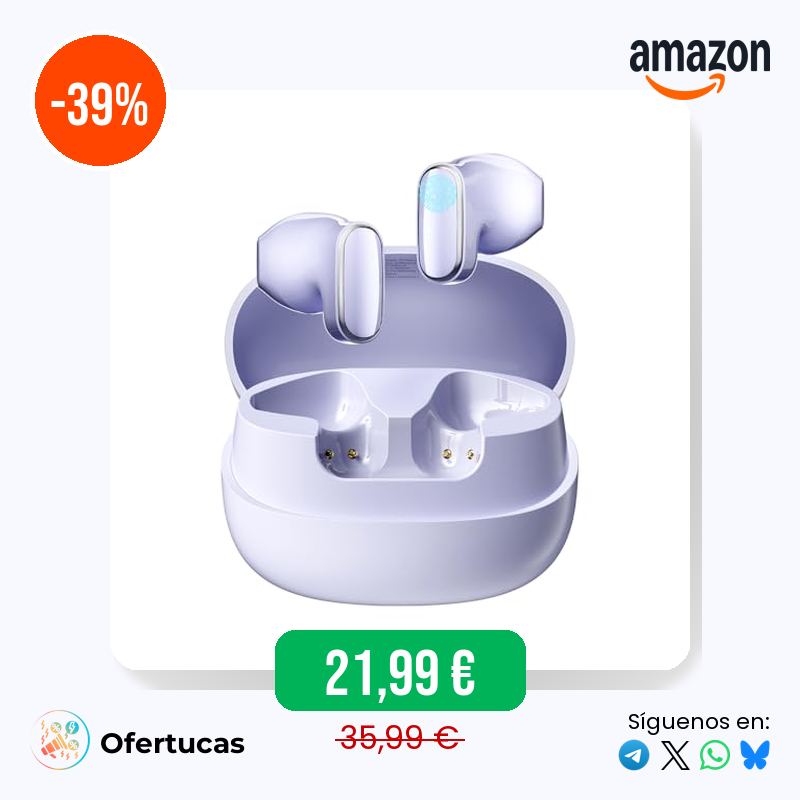 -39%
amazon
21,99 €
35,99 €
Ofertucas
Síguenos en: